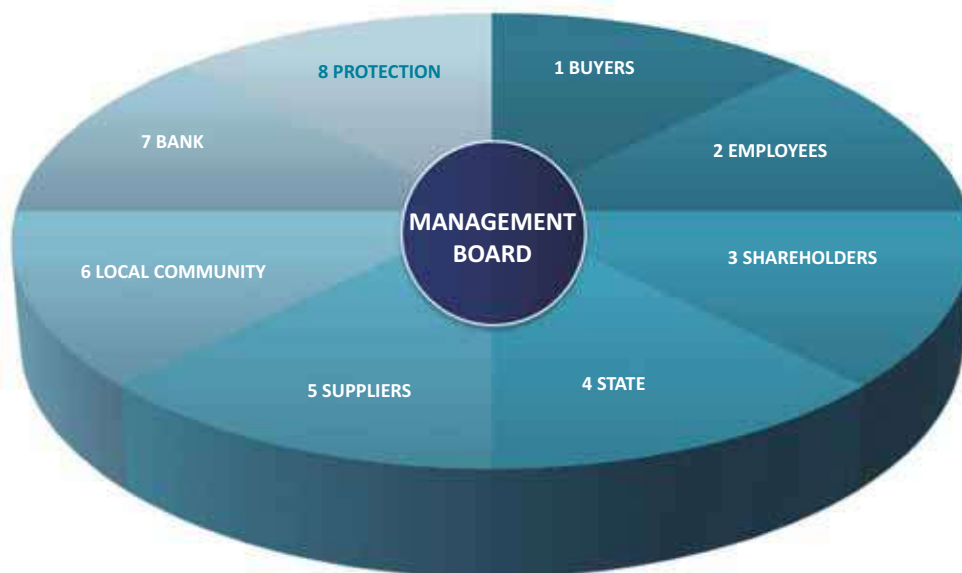 8 PROTECTION
1 BUYERS
7 BANK
2 EMPLOYEES
MANAGEMENT
BOARD
6 LOCAL COMMUNITY
3 SHAREHOLDERS
5 SUPPLIERS
4 STATE